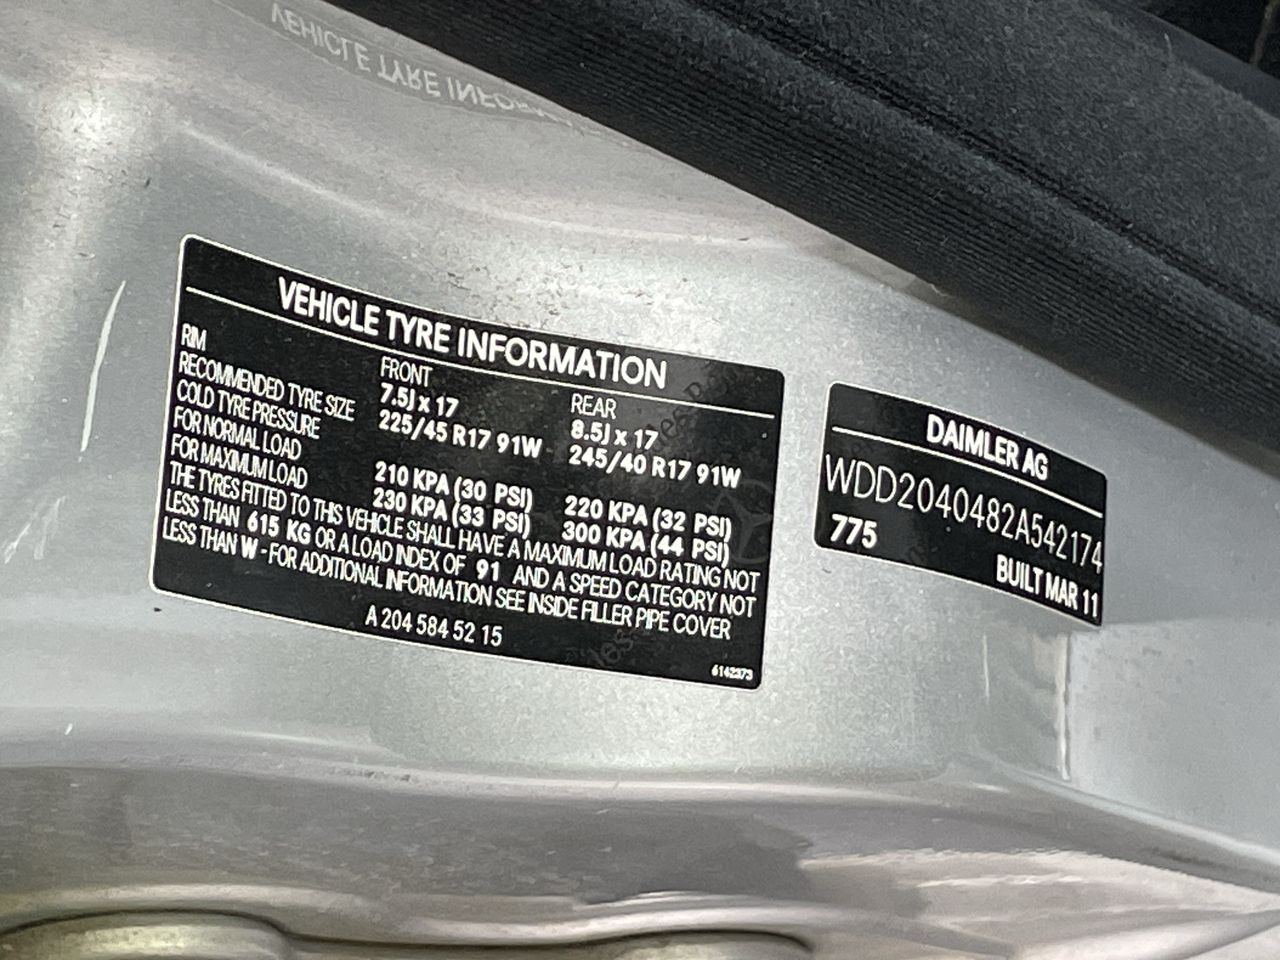 VEHICLE TYRE INFORMATION
FRONT REAR
RIM 7.5J x 17 8.5J x 17
RECOMMENDED TYRE SIZE 225/45 R17 91W 245/40 R17 91W
COLD TYRE PRESSURE
FOR NORMAL LOAD 210 KPA (30 PSI) 220 KPA (32 PSI)
FOR MAXIMUM LOAD 230 KPA (33 PSI) 300 KPA (44 PSI)
THE TYRES FITTED TO THIS VEHICLE SHALL HAVE A MAXIMUM LOAD RATING NOT
LESS THAN 615 KG OR A LOAD INDEX OF 91 AND A SPEED CATEGORY NOT
LESS THAN W - FOR ADDITIONAL INFORMATION SEE INSIDE FILLER PIPE COVER
A 204 584 52 15
6142373
DAIMLER AG
WDD2040482A542174
775
BUILT MAR 11
VEHICLE TYRE